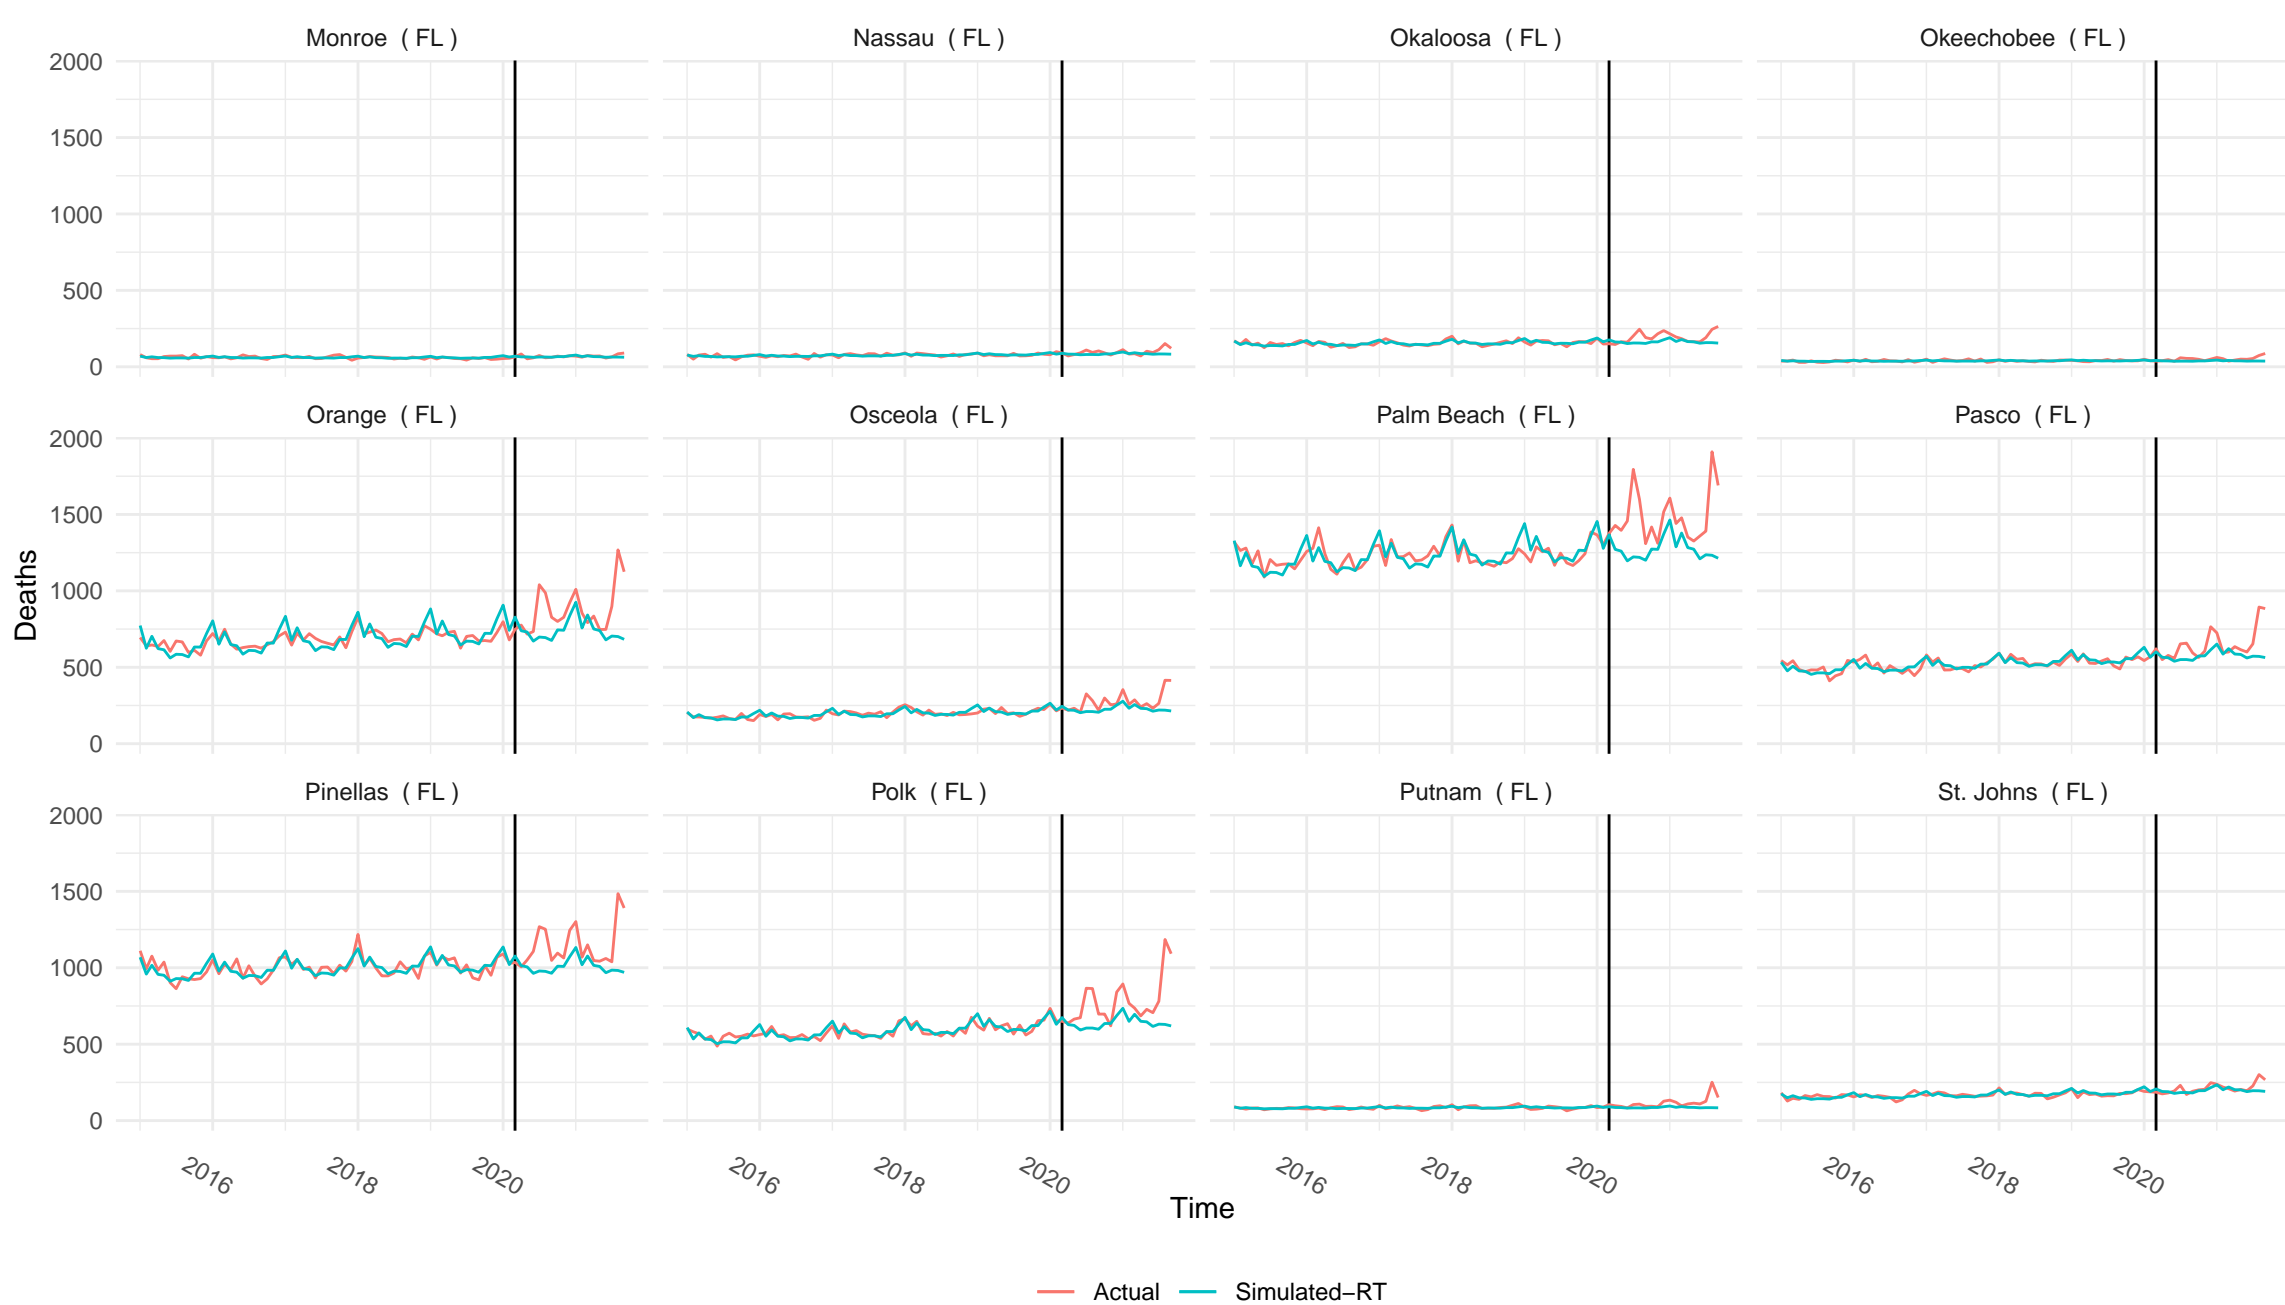 Monroe ( FL )
Nassau ( FL )
Okaloosa ( FL )
Okeechobee ( FL )
2000
1500
1000
500
0
Orange ( FL )
Osceola ( FL )
Palm Beach ( FL )
Pasco ( FL )
2000
1500
1000
500
0
Deaths
Pinellas ( FL )
Polk ( FL )
Putnam ( FL )
St. Johns ( FL )
2000
1500
1000
500
0
2016 2018 2020
2016 2018 2020
2016 2018 2020
2016 2018 2020
Time
Actual
Simulated−RT